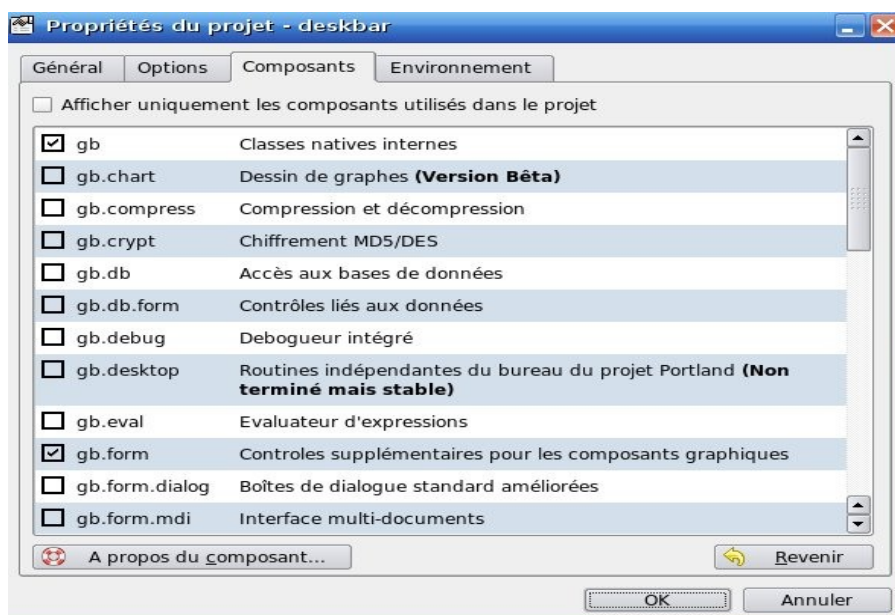 Propriétés du projet - deskbar
Général Options Composants Environnement
Afficher uniquement les composants utilisés dans le projet
gb Classes natives internes
gb.chart Dessin de graphes (Version Bêta)
gb.compress Compression et décompression
gb.crypt Chiffrement MD5/DES
gb.db Accès aux bases de données
gb.db.form Contrôles liés aux données
gb.debug Debogueur intégré
gb.desktop Routines indépendantes du bureau du projet Portland (Non
terminé mais stable)
gb.eval Evaluateur d'expressions
gb.form Controles supplémentaires pour les composants graphiques
gb.form.dialog Boîtes de dialogue standard améliorées
gb.form.mdi Interface multi-documents
A propos du composant... Revenir
OK Annuler